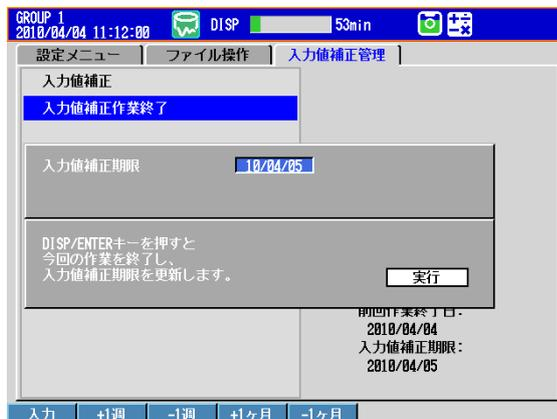 GROUP 1
2010/04/04 11:12:00 DISP 53min
設定メニュー ファイル操作 入力値補正管理
入力値補正
入力値補正作業終了
入力値補正期限 10/04/05
DISP/ENTERキーを押すと
今回の作業を終了し、
入力値補正期限を更新します。
実行
前回作業終了日:
2010/04/04
入力値補正期限:
2010/04/05
入力 +1週 -1週 +1ヶ月 -1ヶ月